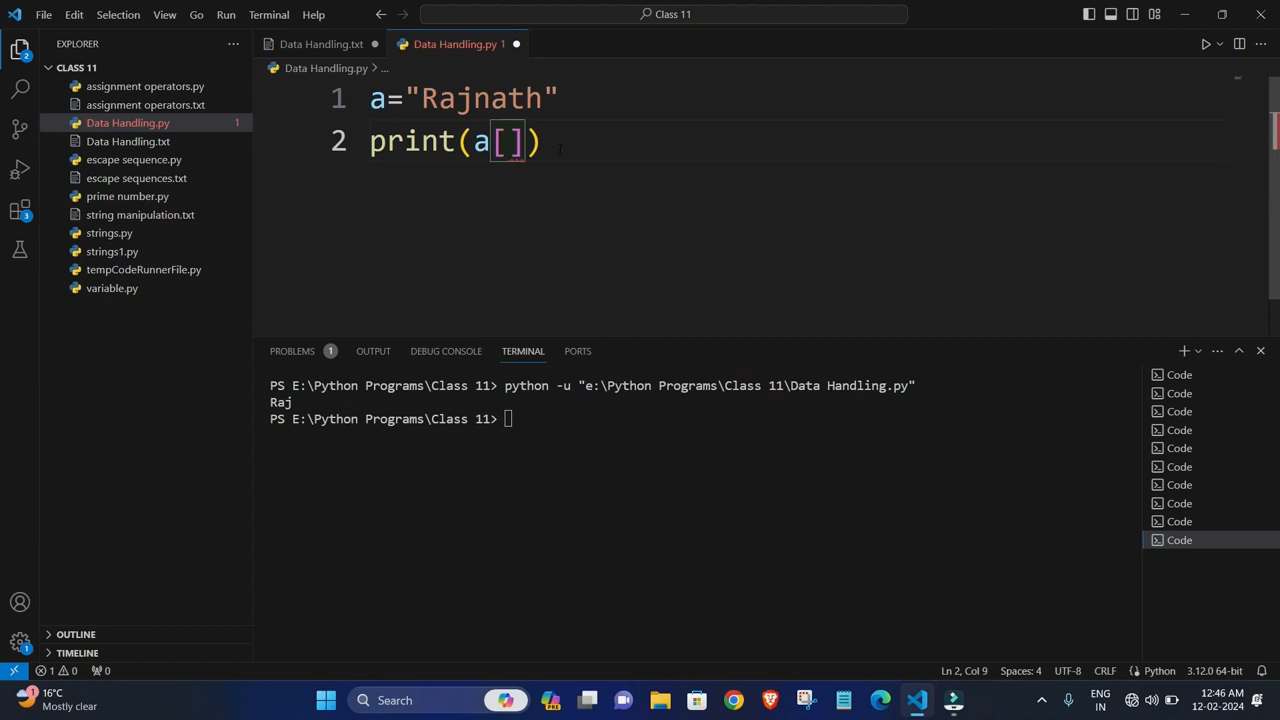 File Edit Selection View Go Run Terminal Help
Class 11
EXPLORER
CLASS 11
assignment operators.py
assignment operators.txt
Data Handling.py 1
Data Handling.txt
escape sequence.py
escape sequences.txt
prime number.py
string manipulation.txt
strings.py
strings1.py
tempCodeRunnerFile.py
variable.py
OUTLINE
TIMELINE
2
3
1
Data Handling.txt
Data Handling.py 1
Data Handling.py > ...
1 a="Rajnath"
2 print(a[])
PROBLEMS 1 OUTPUT DEBUG CONSOLE TERMINAL PORTS
PS E:\Python Programs\Class 11> python -u "e:\Python Programs\Class 11\Data Handling.py"
Raj
PS E:\Python Programs\Class 11>
Code
Code
Code
Code
Code
Code
Code
Code
Code
Code
1 0 0
Ln 2, Col 9 Spaces: 4 UTF-8 CRLF Python 3.12.0 64-bit
1
16°C
Mostly clear
Search
PRE
ENG
IN
12:46 AM
12-02-2024